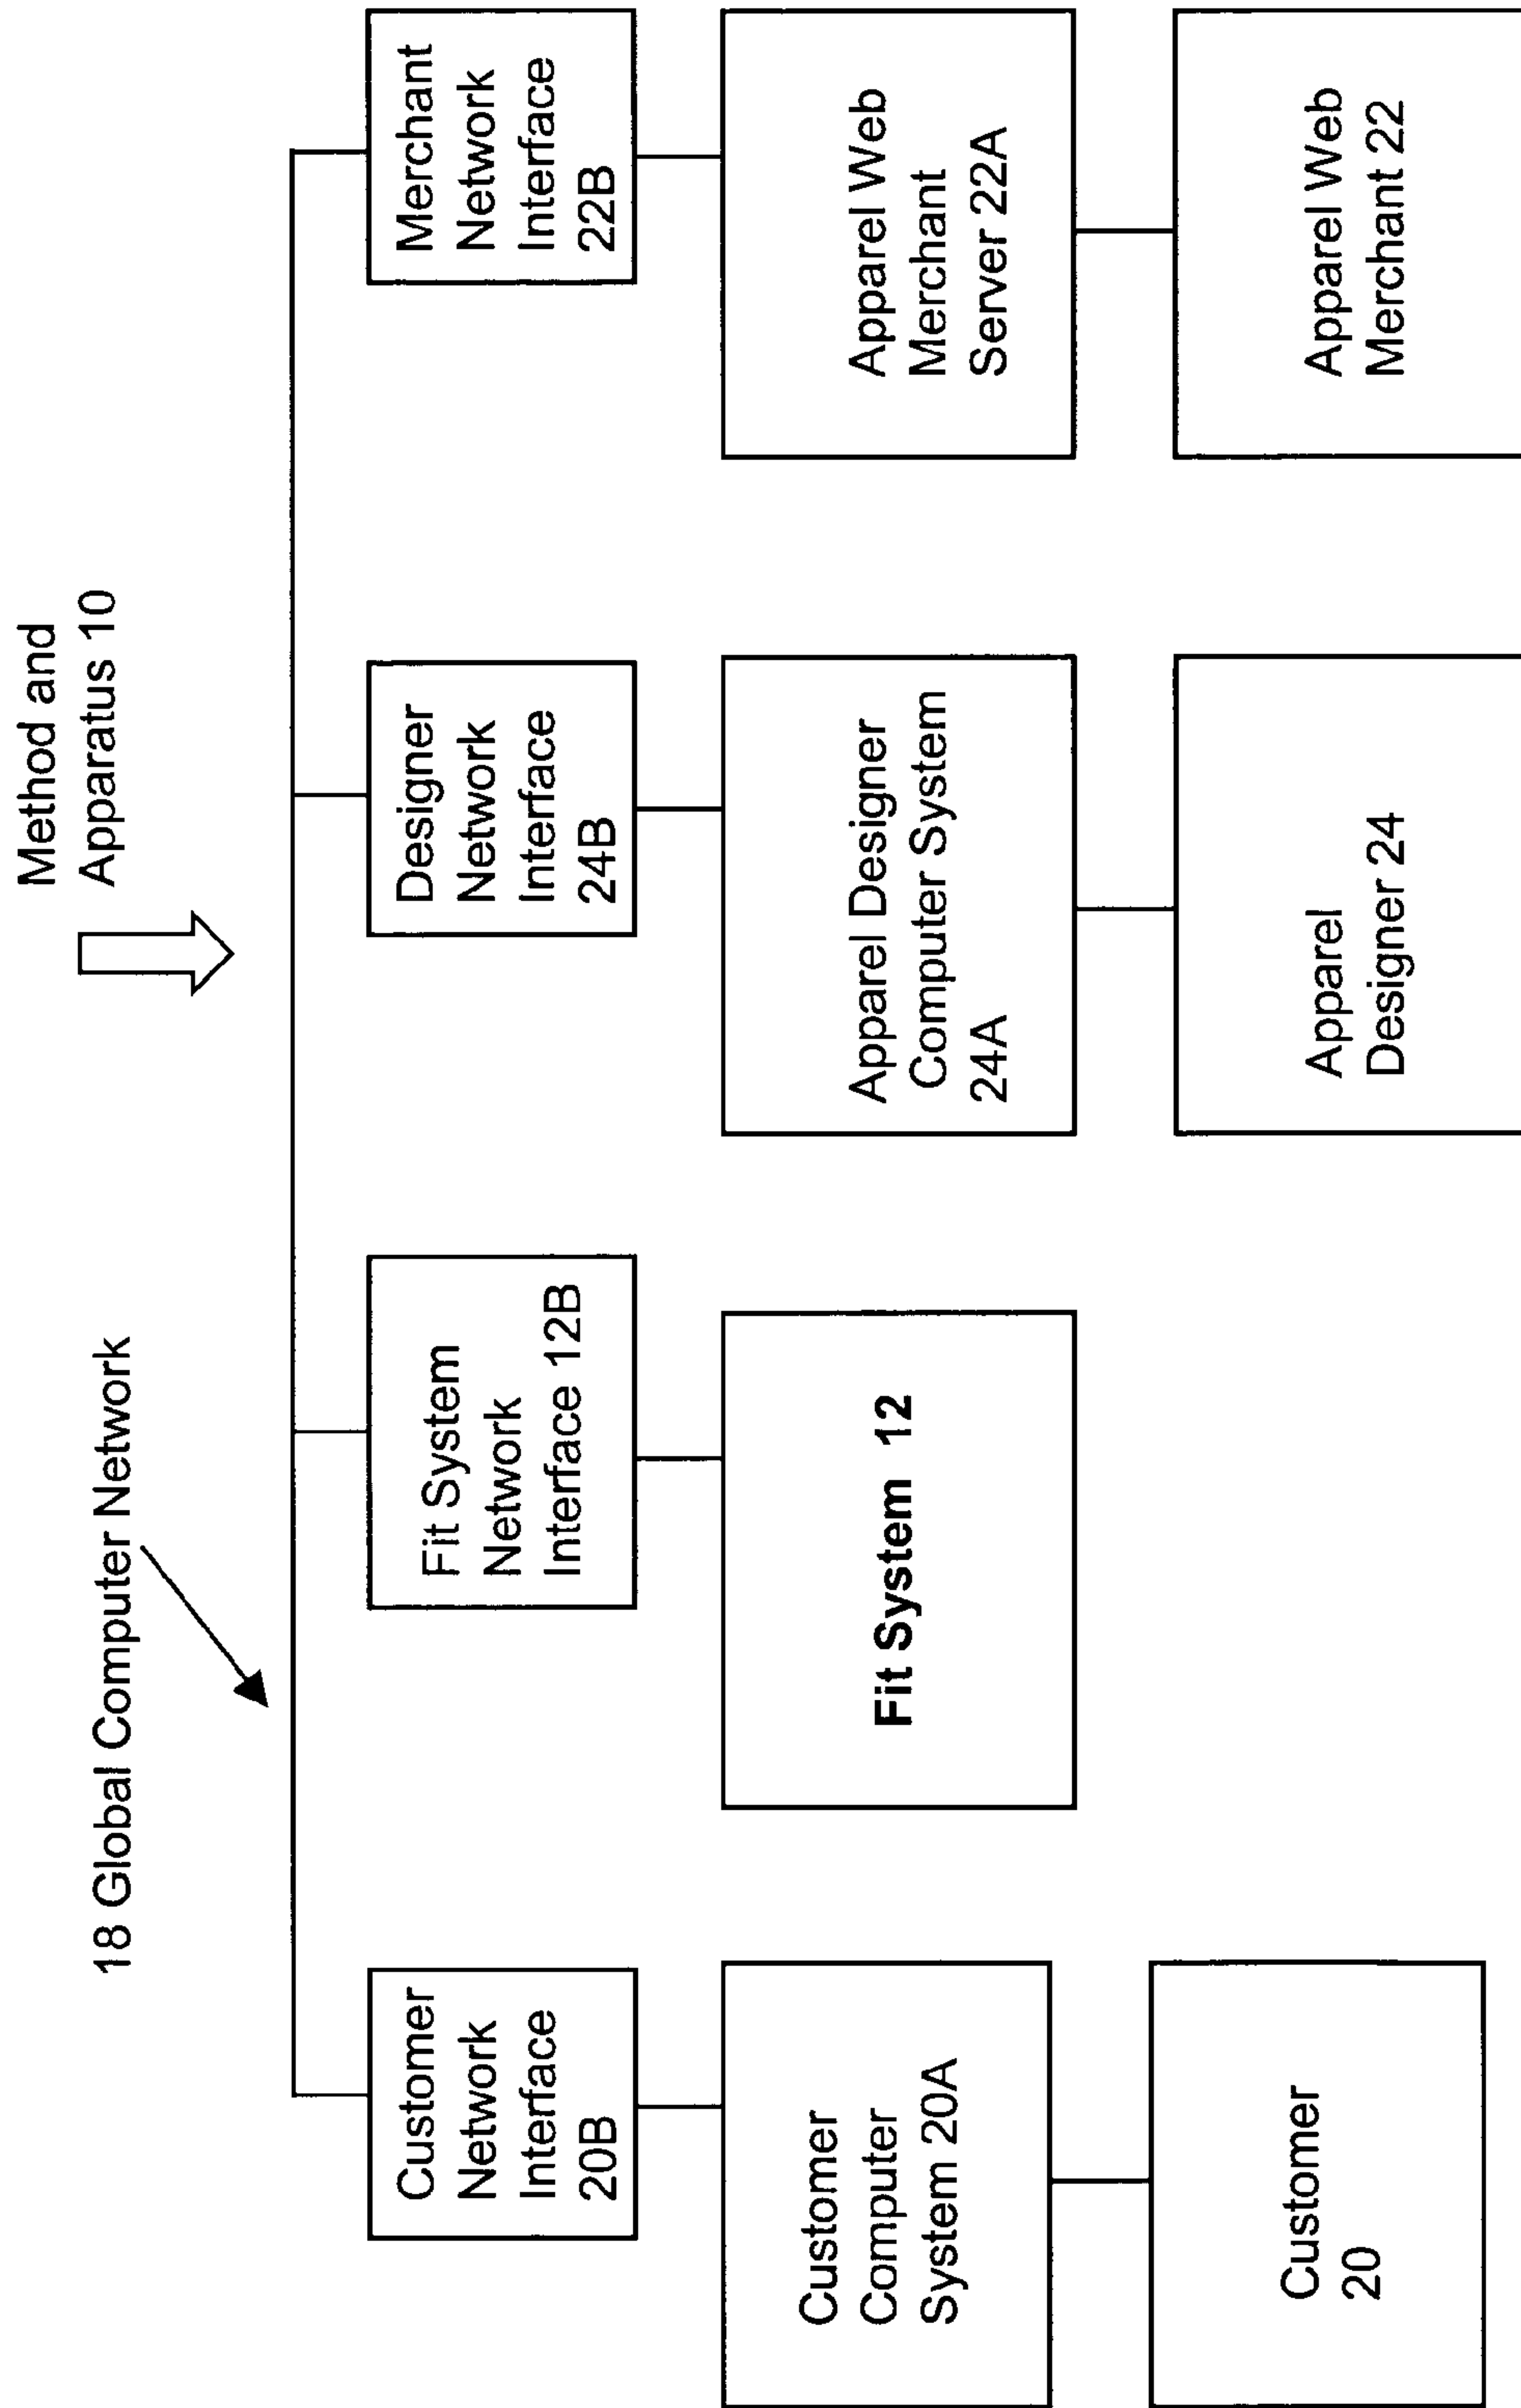 Method and
Apparatus 10
18 Global Computer Network
Customer
Network
Interface
20B
Fit System
Network
Interface 12B
Designer
Network
Interface
24B
Merchant
Network
Interface
22B
Customer
Computer
System 20A
Fit System 12
Apparel Designer
Computer System
24A
Apparel Web
Merchant
Server 22A
Customer
20
Apparel
Designer 24
Apparel Web
Merchant 22